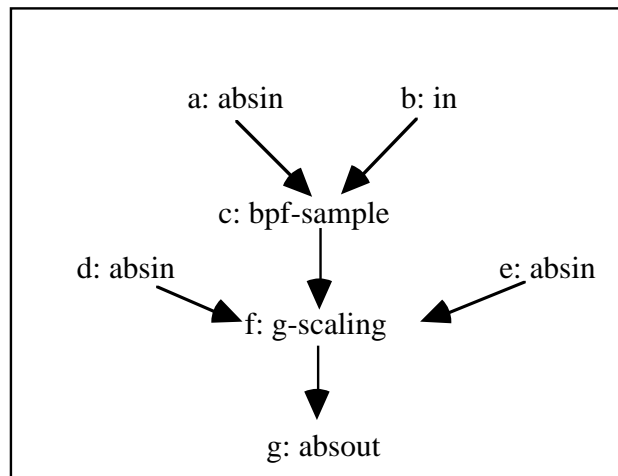 a: absin
b: in
c: bpf-sample
d: absin
e: absin
f: g-scaling
g: absout